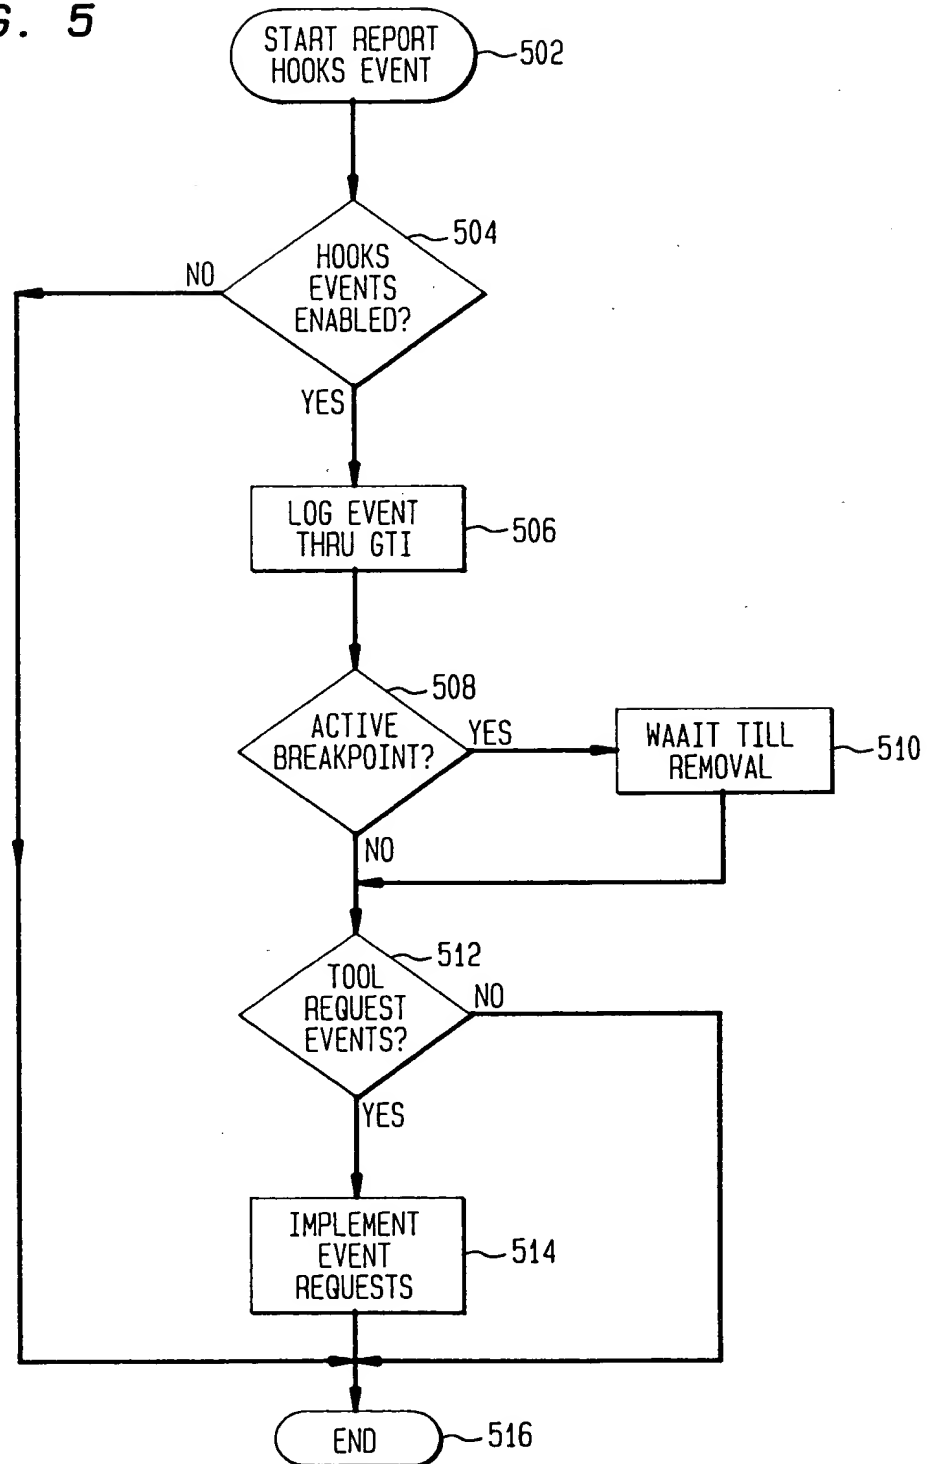 G. 5
START REPORT
HOOKS EVENT
502
504
HOOKS
EVENTS
ENABLED?
NO
YES
LOG EVENT
THRU GTI
506
508
ACTIVE
BREAKPOINT?
YES
WAAIT TILL
REMOVAL
510
NO
512
TOOL
REQUEST
EVENTS?
NO
YES
IMPLEMENT
EVENT
REQUESTS
514
END
516